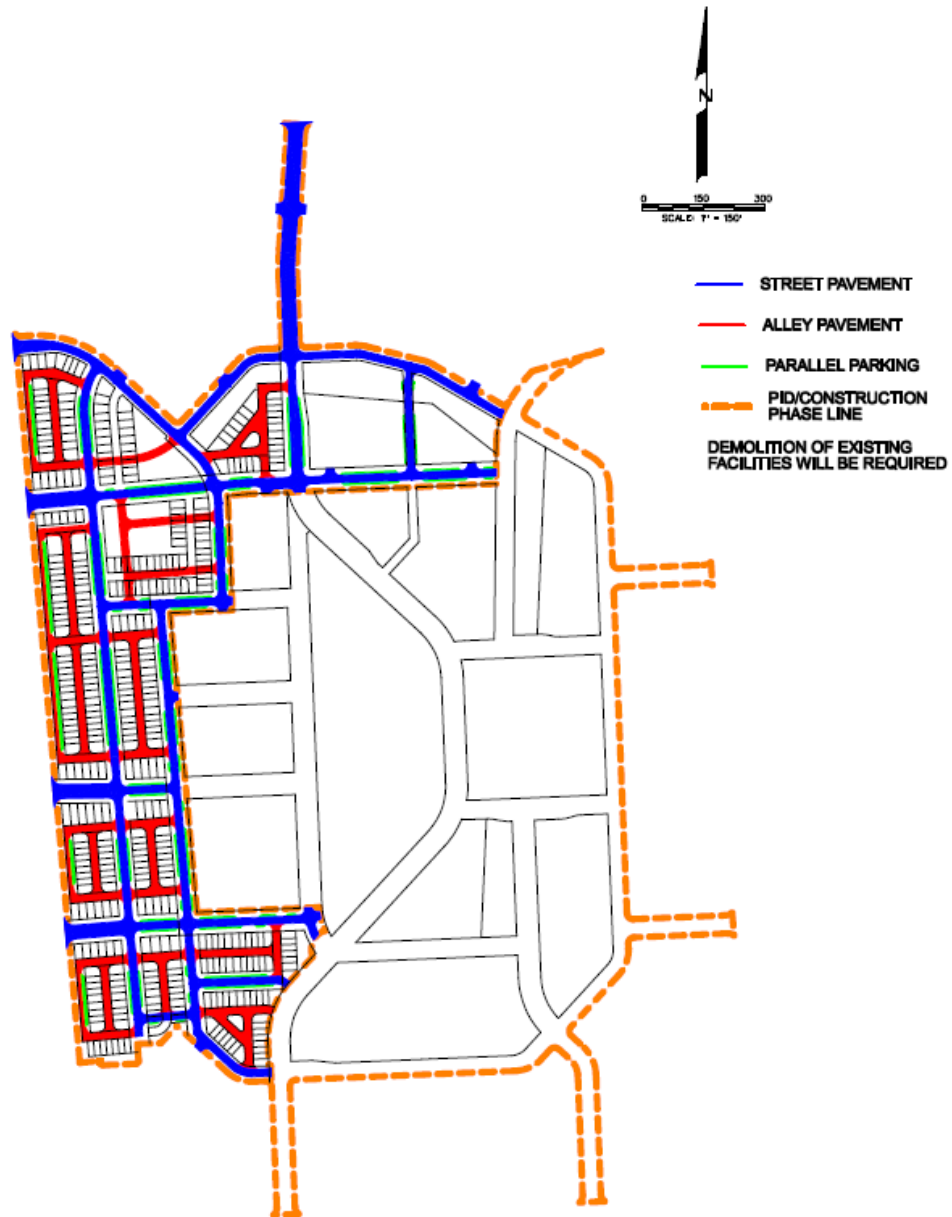 N
0 150 300
SCALE: 1" = 150'
STREET PAVEMENT
ALLEY PAVEMENT
PARALLEL PARKING
PID/CONSTRUCTION
PHASE LINE
DEMOLITION OF EXISTING
FACILITIES WILL BE REQUIRED